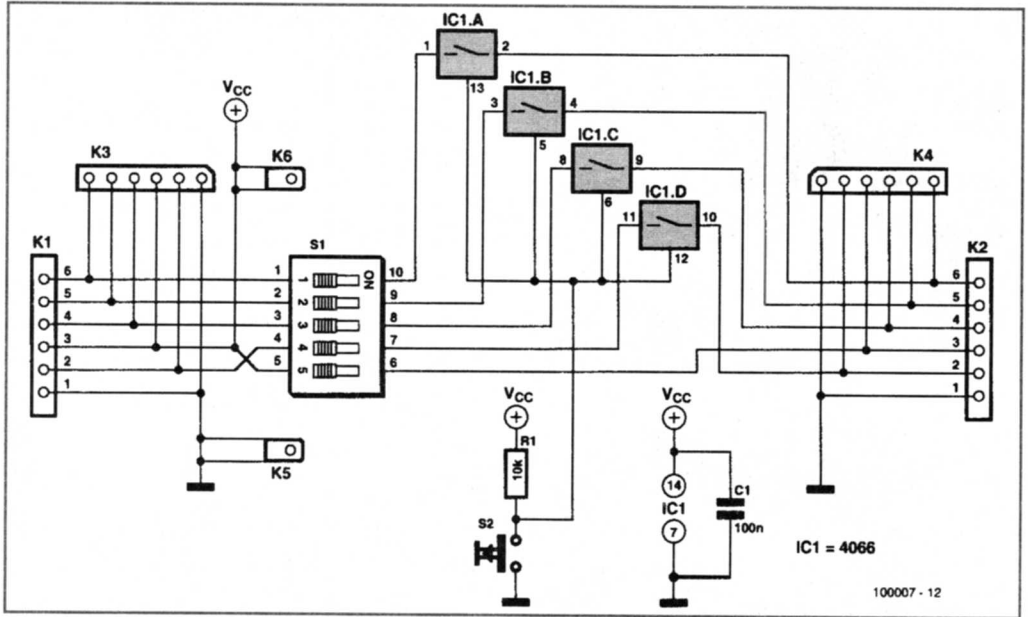 IC1.A
1
2
13
IC1.B
3
4
5
IC1.C
8
9
6
IC1.D
11
10
12
VCC
K3
K6
K4
K1
6
5
4
3
2
1
S1
1
2
3
4
5
ON
1
2
3
4
5
10
9
8
7
6
K2
6
5
4
3
2
1
K5
VCC
R1
10k
S2
VCC
14
IC1
7
C1
100n
IC1 = 4066
100007 - 12